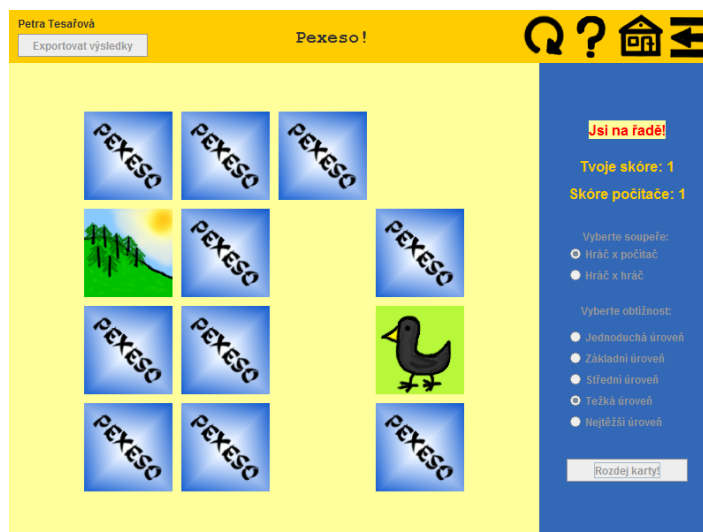 Petra Tesařová
Exportovat výsledky
Pexeso!
PEXESO
PEXESO
PEXESO
PEXESO
PEXESO
PEXESO
PEXESO
PEXESO
PEXESO
PEXESO
Jsi na řadě!
Tvoje skóre: 1
Skóre počítače: 1
Vyberte soupeře:
Hráč x počítač
Hráč x hráč
Vyberte obtížnost:
Jednoduchá úroveň
Základní úroveň
Střední úroveň
Težká úroveň
Nejtěžší úroveň
Rozdej karty!